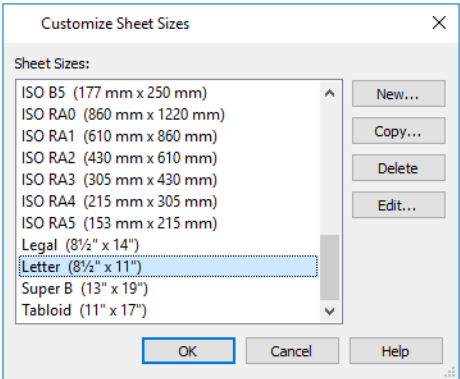 Customize Sheet Sizes
Sheet Sizes:
ISO B5 (177 mm x 250 mm)
ISO RA0 (860 mm x 1220 mm)
ISO RA1 (610 mm x 860 mm)
ISO RA2 (430 mm x 610 mm)
ISO RA3 (305 mm x 430 mm)
ISO RA4 (215 mm x 305 mm)
ISO RA5 (153 mm x 215 mm)
Legal (8½" x 14")
Letter (8½" x 11")
Super B (13" x 19")
Tabloid (11" x 17")
New...
Copy...
Delete
Edit...
OK Cancel Help